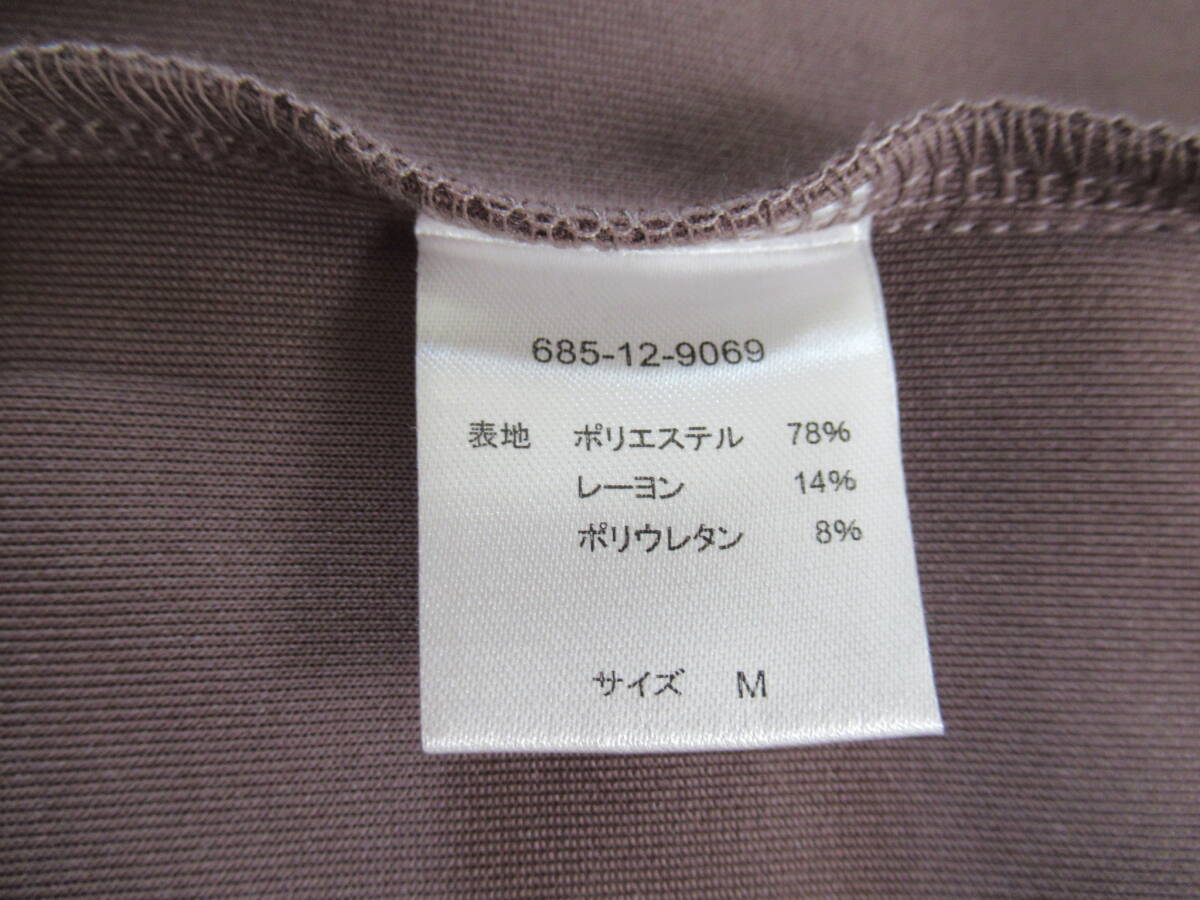 685-12-9069
表地 ポリエステル 78%
レーヨン 14%
ポリウレタン 8%
サイズ M